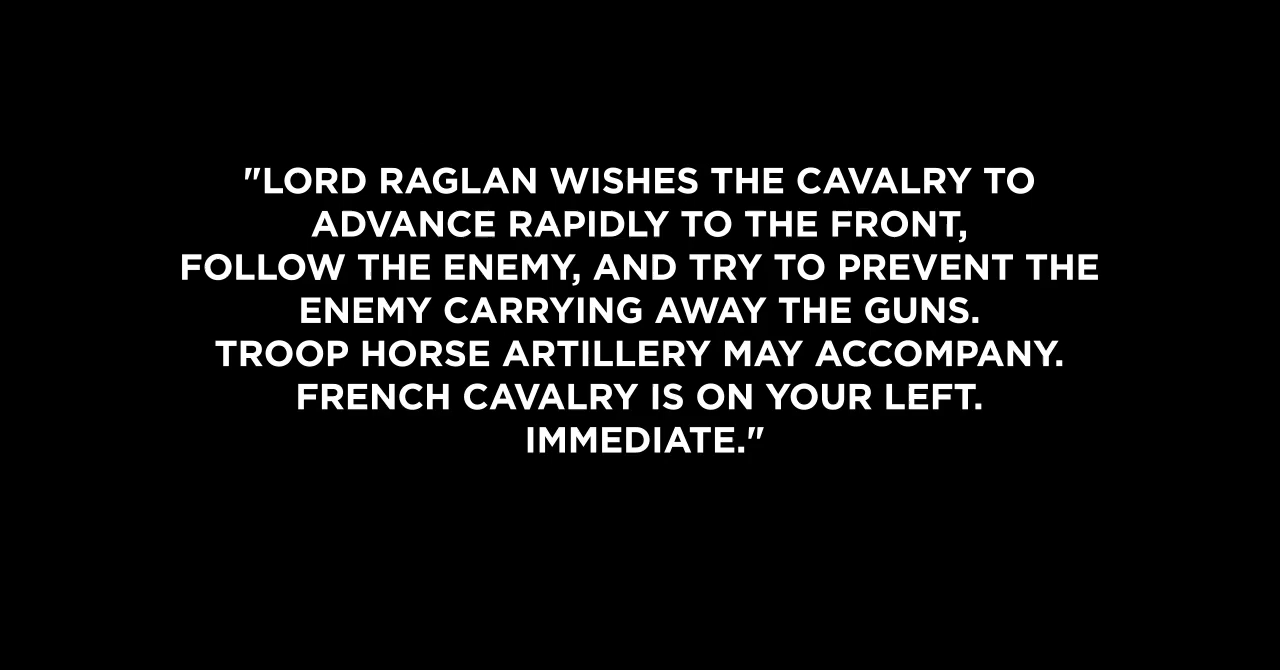 "LORD RAGLAN WISHES THE CAVALRY TO
ADVANCE RAPIDLY TO THE FRONT,
FOLLOW THE ENEMY, AND TRY TO PREVENT THE
ENEMY CARRYING AWAY THE GUNS.
TROOP HORSE ARTILLERY MAY ACCOMPANY.
FRENCH CAVALRY IS ON YOUR LEFT.
IMMEDIATE."